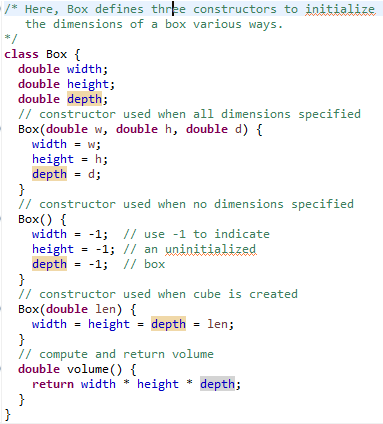 /* Here, Box defines three constructors to initialize
   the dimensions of a box various ways.
*/
class Box {
  double width;
  double height;
  double depth;
  // constructor used when all dimensions specified
  Box(double w, double h, double d) {
    width = w;
    height = h;
    depth = d;
  }
  // constructor used when no dimensions specified
  Box() {
    width = -1;  // use -1 to indicate
    height = -1; // an uninitialized
    depth = -1;  // box
  }
  // constructor used when cube is created
  Box(double len) {
    width = height = depth = len;
  }
  // compute and return volume
  double volume() {
    return width * height * depth;
  }
}